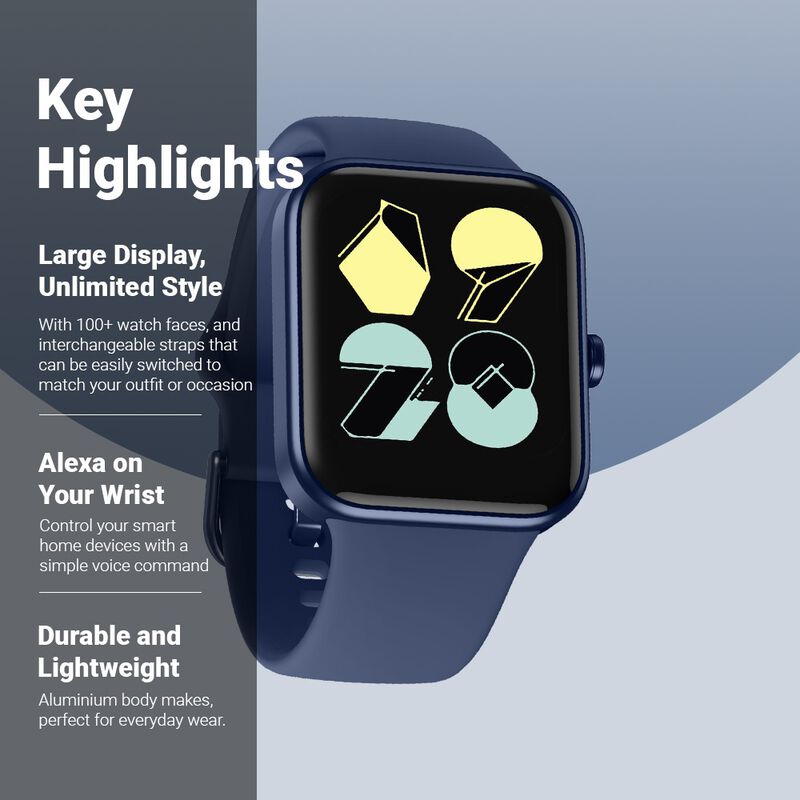 Key
Highlights
Large Display,
Unlimited Style
With 100+ watch faces, and
interchangeable straps that
can be easily switched to
match your outfit or occasion
Alexa on
Your Wrist
Control your smart
home devices with a
simple voice command
Durable and
Lightweight
Aluminium body makes,
perfect for everyday wear.
09
28